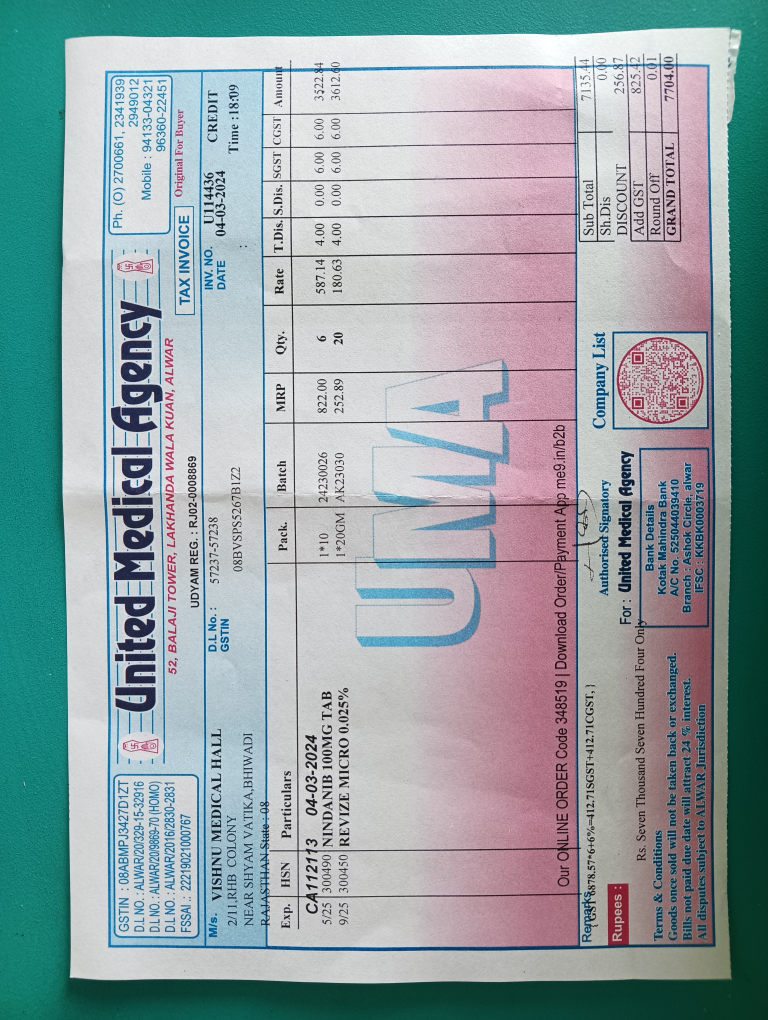 GSTIN : 08ABMPJ3427D1ZT
D.L NO. : ALWAR/20/329-15-32916
D.L NO. : ALWAR/20/9869-70 (HOMO)
D.L NO. : ALWAR/2016/2830-2831
FSSAI : 22219021000767
United Medical Agency
52, BALAJI TOWER, LAKHANDA WALA KUAN, ALWAR
UDYAM REG. : RJ02-0008869
Ph. (O) 2700661, 2341939
2949012
Mobile : 94133-04321
96360-22451
TAX INVOICE
Original For Buyer
M/s. VISHNU MEDICAL HALL
2/11,RHB COLONY
NEAR SHYAM VATIKA,BHIWADI
RAJASTHAN State : 08
D.L No. : 57237-57238
GSTIN 08BVSPS5267B1Z2
INV. NO. U114436 CREDIT
DATE 04-03-2024 Time :18:09
:
Exp. HSN Particulars Pack. Batch MRP Qty. Rate T.Dis. S.Dis. SGST CGST Amount
CA112113 04-03-2024
5/25 300490 NINDANIB 100MG TAB 1*10 24230026 822.00 6 587.14 4.00 0.00 6.00 6.00 3522.84
9/25 300450 REVIZE MICRO 0.025% 1*20GM AK23030 252.89 20 180.63 4.00 0.00 6.00 6.00 3612.60
UMA
Our ONLINE ORDER Code 348519 | Download Order/Payment App me9.in/b2b
Remarks
{GST 6878.57*6+6%=412.71SGST+412.71CGST, }
Rupees :
Rs. Seven Thousand Seven Hundred Four Only
Terms & Conditions
Goods once sold will not be taken back or exchanged.
Bills not paid due date will attract 24 % interest.
All disputes subject to ALWAR Jurisdiction
Authorised Signatory
For : United Medical Agency
Bank Details
Kotak Mahindra Bank
A/C No. 525044039410
Branch : Ashok Circle, alwar
IFSC : KKBK0003719
Company List
Sub Total 7135.44
Sh.Dis 0.00
DISCOUNT 256.87
Add GST 825.42
Round Off 0.01
GRAND TOTAL 7704.00